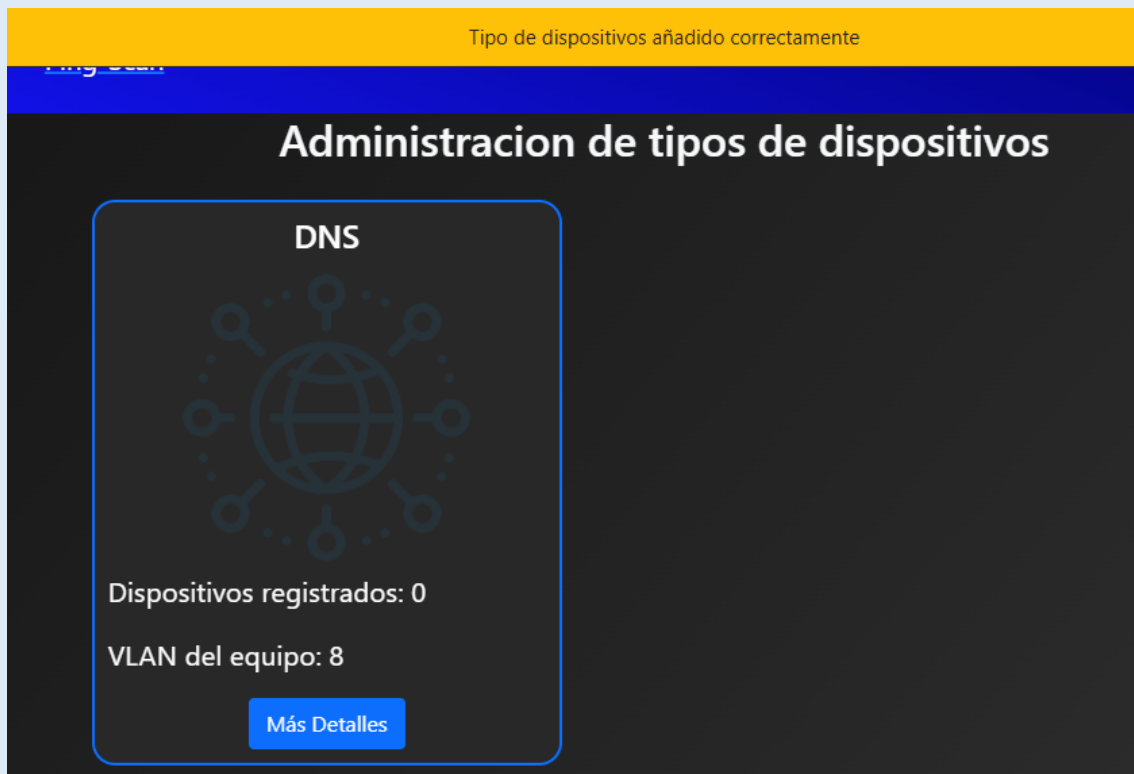 Tipo de dispositivos añadido correctamente
Administracion de tipos de dispositivos
DNS
Dispositivos registrados: 0
VLAN del equipo: 8
Más Detalles